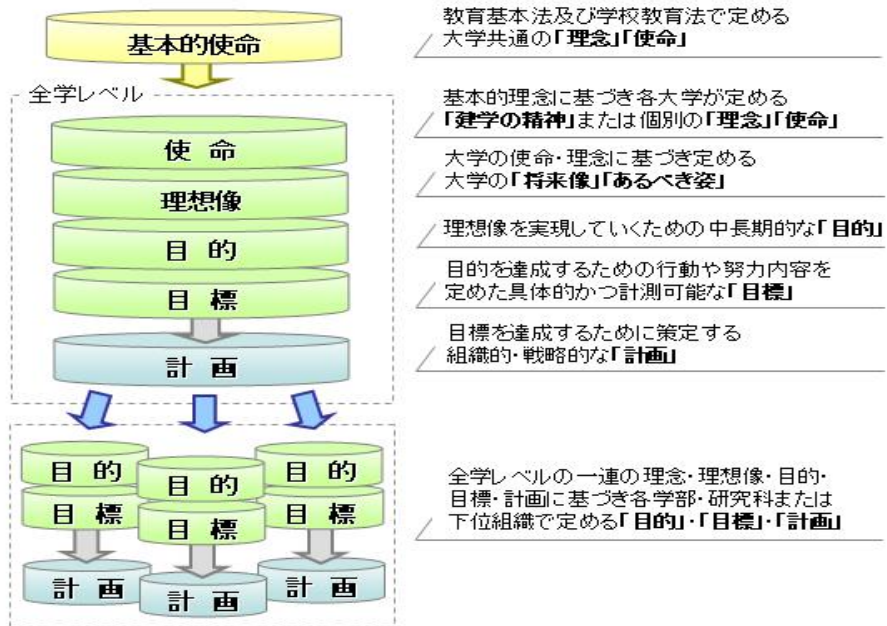 基本的使命
教育基本法及び学校教育法で定める
大学共通の「理念」「使命」
全学レベル
使 命
基本的理念に基づき各大学が定める
「建学の精神」または個別の「理念」「使命」
理想像
大学の使命・理念に基づき定める
大学の「将来像」「あるべき姿」
目 的
理想像を実現していくための中長期的な「目的」
目 標
目的を達成するための行動や努力内容を
定めた具体的かつ計測可能な「目標」
計 画
目標を達成するために策定する
組織的・戦略的な「計画」
目 的
目 標
計 画
目 的
目 標
計 画
目 的
目 標
計 画
全学レベルの一連の理念・理想像・目的・
目標・計画に基づき各学部・研究科または
下位組織で定める「目的」・「目標」・「計画」